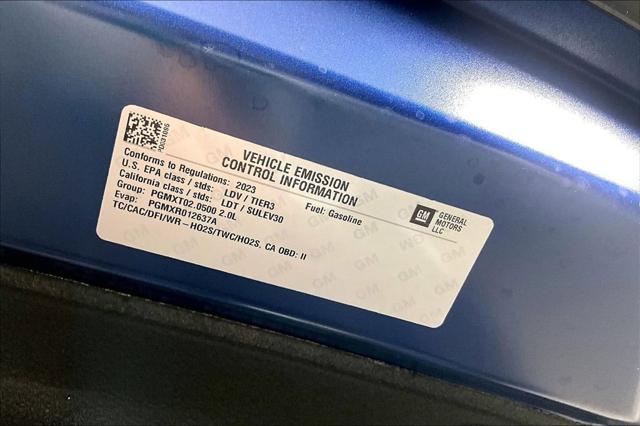 PD0311805
VEHICLE EMISSION
CONTROL INFORMATION
Conforms to Regulations: 2023
Fuel: Gasoline
U.S. EPA class / stds: LDV / TIER3
California class / stds: LDT / SULEV30
Group: PGMXT02.0500 2.0L
Evap: PGMXR012637A
TC/CAC/DFI/WR–HO2S/TWC/HO2S, CA OBD: II
GM
GENERAL
MOTORS
LLC